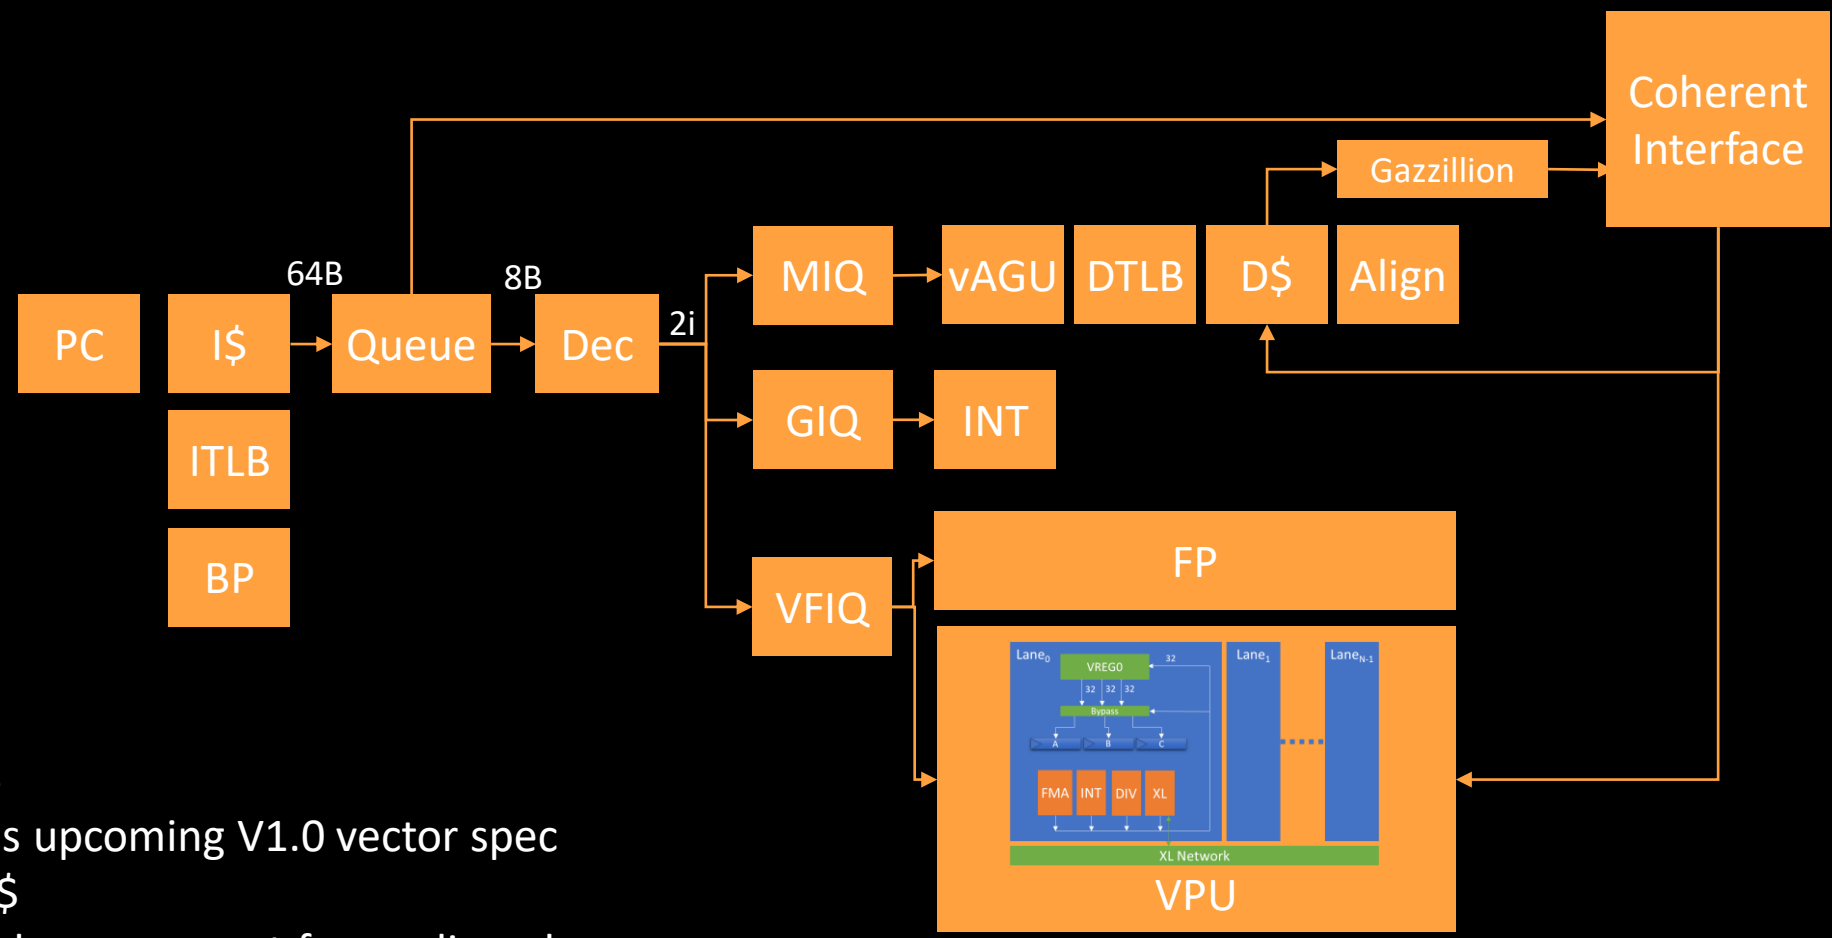 Coherent
Interface
Gazzillion
64B
8B
2i
PC
I$
Queue
Dec
MIQ
vAGU
DTLB
D$
Align
ITLB
GIQ
INT
BP
VFIQ
FP
Lane0
VREG0
32
Lane1
LaneN-1
32
32
32
Bypass
A
B
C
FMA
INT
DIV
XL
XL Network
VPU
s upcoming V1.0 vector spec
$